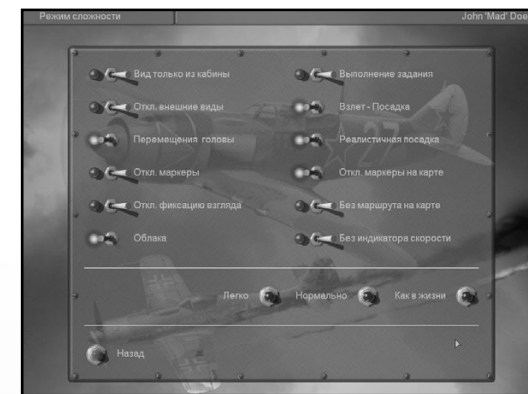 Режим сложности
John 'Mad' Doe
Вид только из кабины
Выполнение задания
Откл. внешние виды
Взлет - Посадка
Перемещения головы
Реалистичная посадка
Откл. маркеры
Откл. маркеры на карте
Откл. фиксацию взгляда
Без маршрута на карте
Облака
Без индикатора скорости
Легко
Нормально
Как в жизни
Назад
27